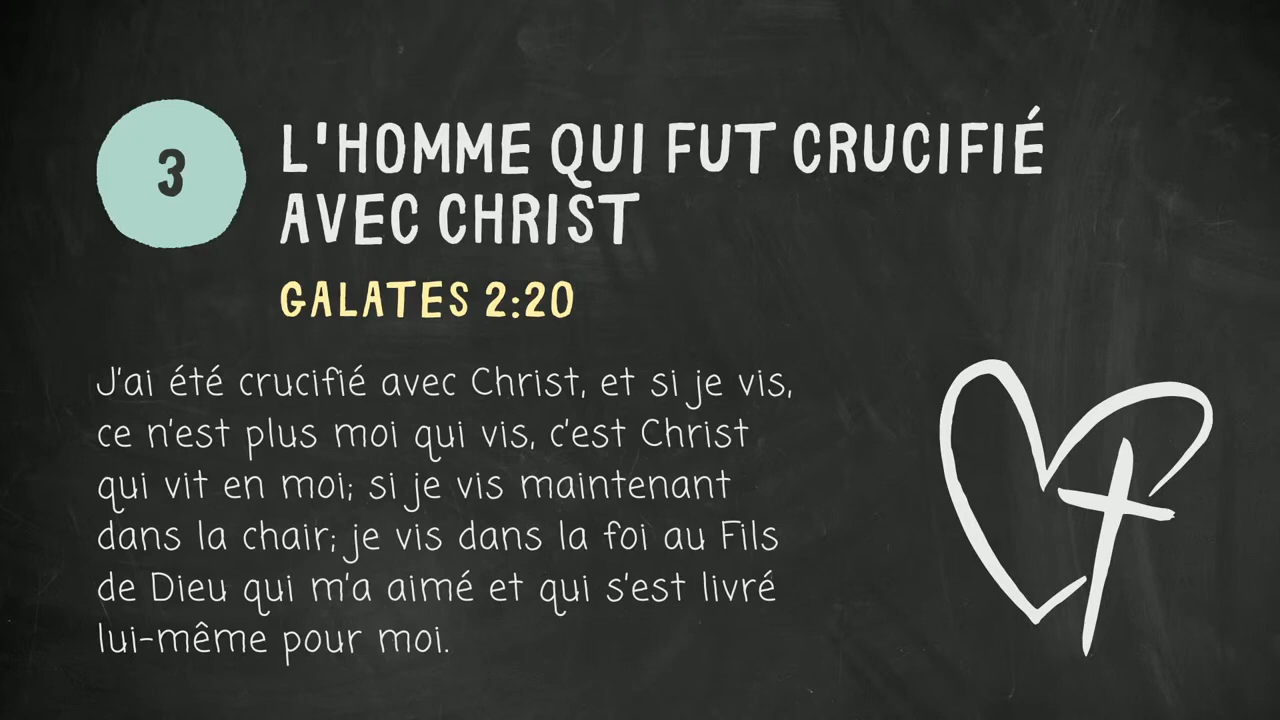 3
L'HOMME QUI FUT CRUCIFIÉ
AVEC CHRIST
GALATES 2:20
J'ai été crucifié avec Christ, et si je vis,
ce n'est plus moi qui vis, c'est Christ
qui vit en moi; si je vis maintenant
dans la chair; je vis dans la foi au Fils
de Dieu qui m'a aimé et qui s'est livré
lui-même pour moi.